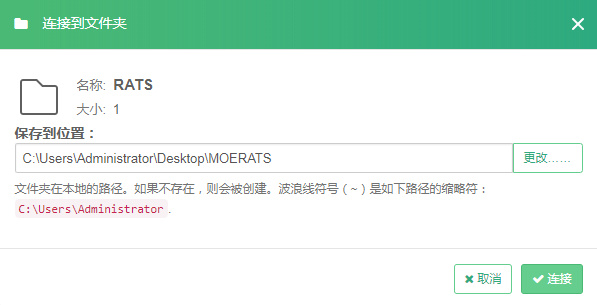 连接到文件夹
名称: RATS
大小: 1
保存到位置：
C:\Users\Administrator\Desktop\MOERATS
更改……
文件夹在本地的路径。如果不存在，则会被创建。波浪线符号（~）是如下路径的缩略符：
C:\Users\Administrator.
取消
连接